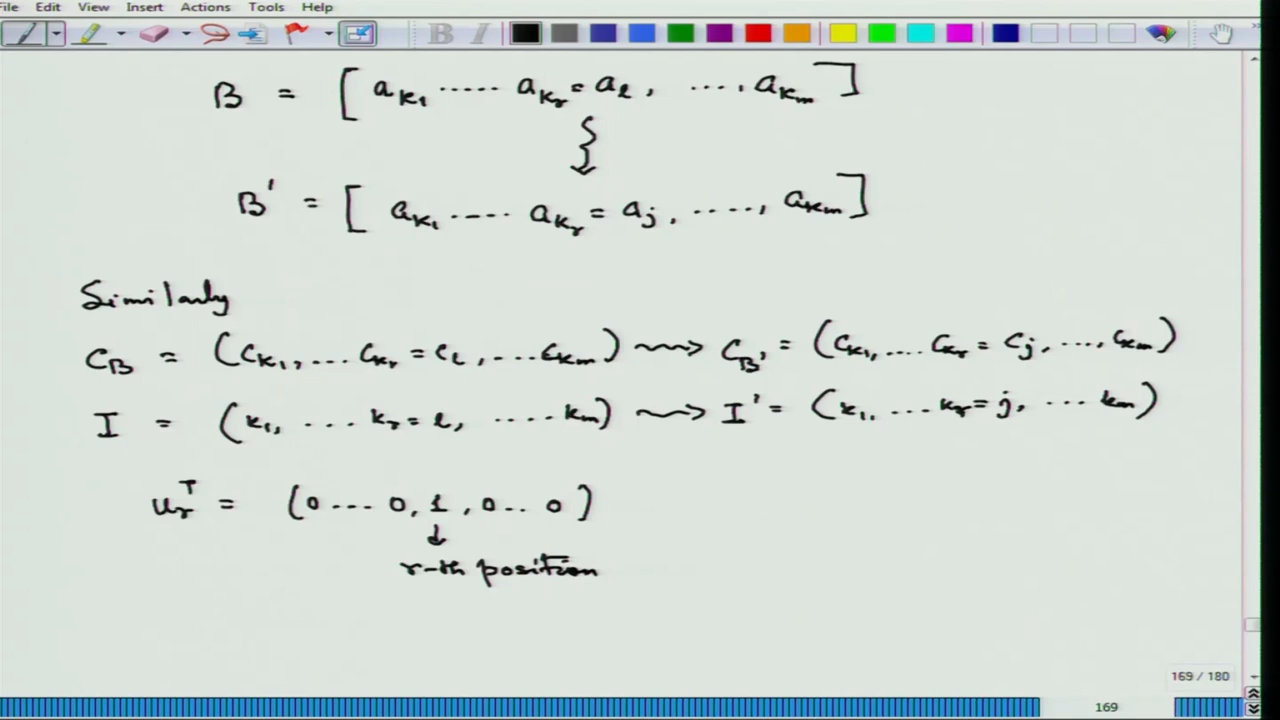 File Edit View Insert Actions Tools Help
B = [ a_{k_1} ..... a_{k_r} = a_l, ..., a_{k_m} ]
B' = [ a_{k_1} ..... a_{k_r} = a_j, ....., a_{k_m} ]
Similarly
C_B = (C_{k_1}, ... C_{k_r} = C_l, ... C_{k_m}) ⇝ C_{B'} = (C_{k_1}, .... C_{k_r} = C_j, ..., C_{k_m})
I = (k_1, ... k_r = l, .... k_m) ⇝ I' = (k_1, ... k_r = j, ... k_m)
u_r^T = (0 ... 0, 1, 0 .. 0)
↓
r-th position
169 / 180
169